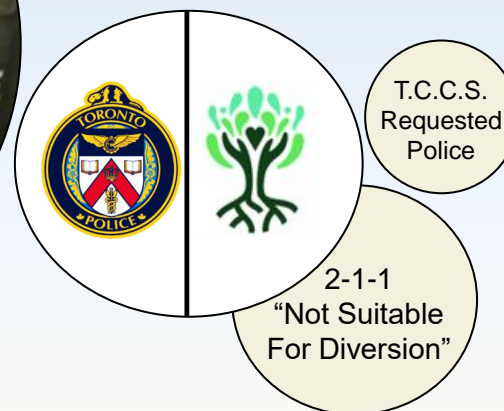 TORONTO
POLICE
T.C.C.S.
Requested
Police
2-1-1
“Not Suitable
For Diversion”